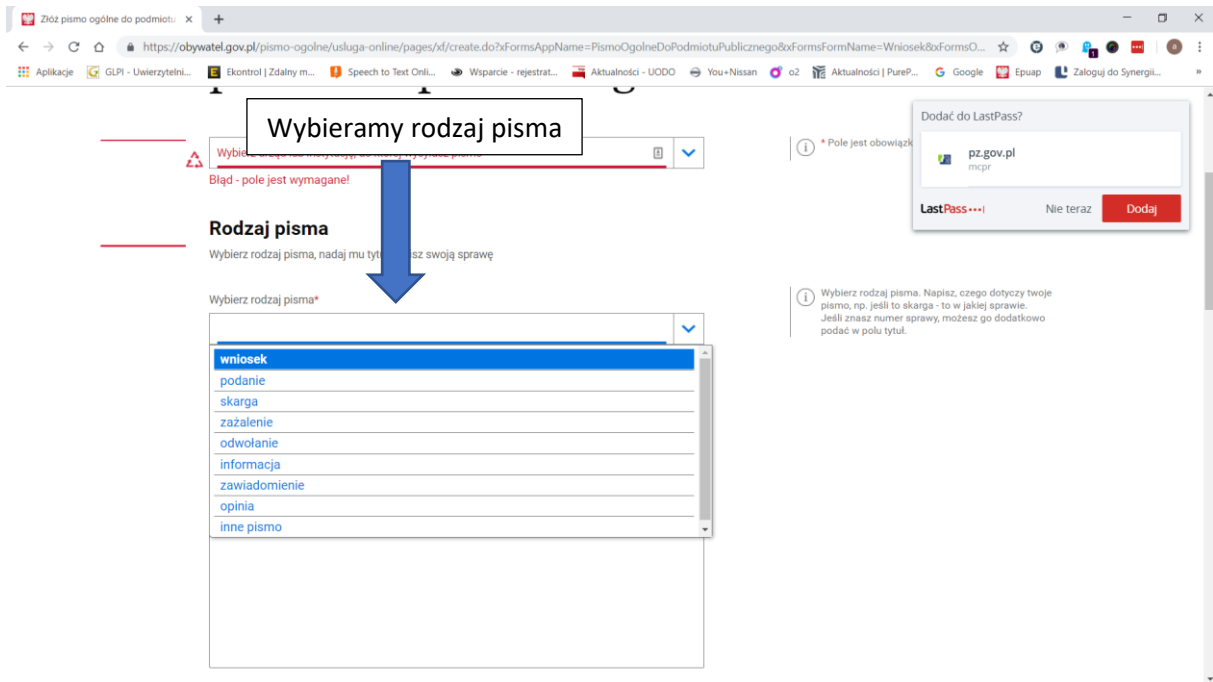 Złóż pismo ogólne do podmiotu
https://obywatel.gov.pl/pismo-ogolne/usluga-online/pages/xf/create.do?xFormsAppName=PismoOgolneDoPodmiotuPublicznego&xFormsFormName=Wniosek&xFormsO...
Aplikacje GLPI - Uwierzytelni... Ekontrol | Zdalny m... Speech to Text Onli... Wsparcie - rejestrat... Aktualności - UODO You+Nissan o2 Aktualności | PureP... Google Epuap Zaloguj do Synergii... »
Wybieramy rodzaj pisma
Błąd - pole jest wymagane!
* Pole jest obowiązk
Dodać do LastPass?
pz.gov.pl
mcpr
LastPass Nie teraz Dodaj
Rodzaj pisma
Wybierz rodzaj pisma, nadaj mu swoją sprawę
Wybierz rodzaj pisma*
Wybierz rodzaj pisma. Napisz, czego dotyczy twoje
pismo, np. jeśli to skarga - to w jakiej sprawie.
Jeśli znasz numer sprawy, możesz go dodatkowo
podać w polu tytuł.
wniosek
podanie
skarga
zażalenie
odwołanie
informacja
zawiadomienie
opinia
inne pismo